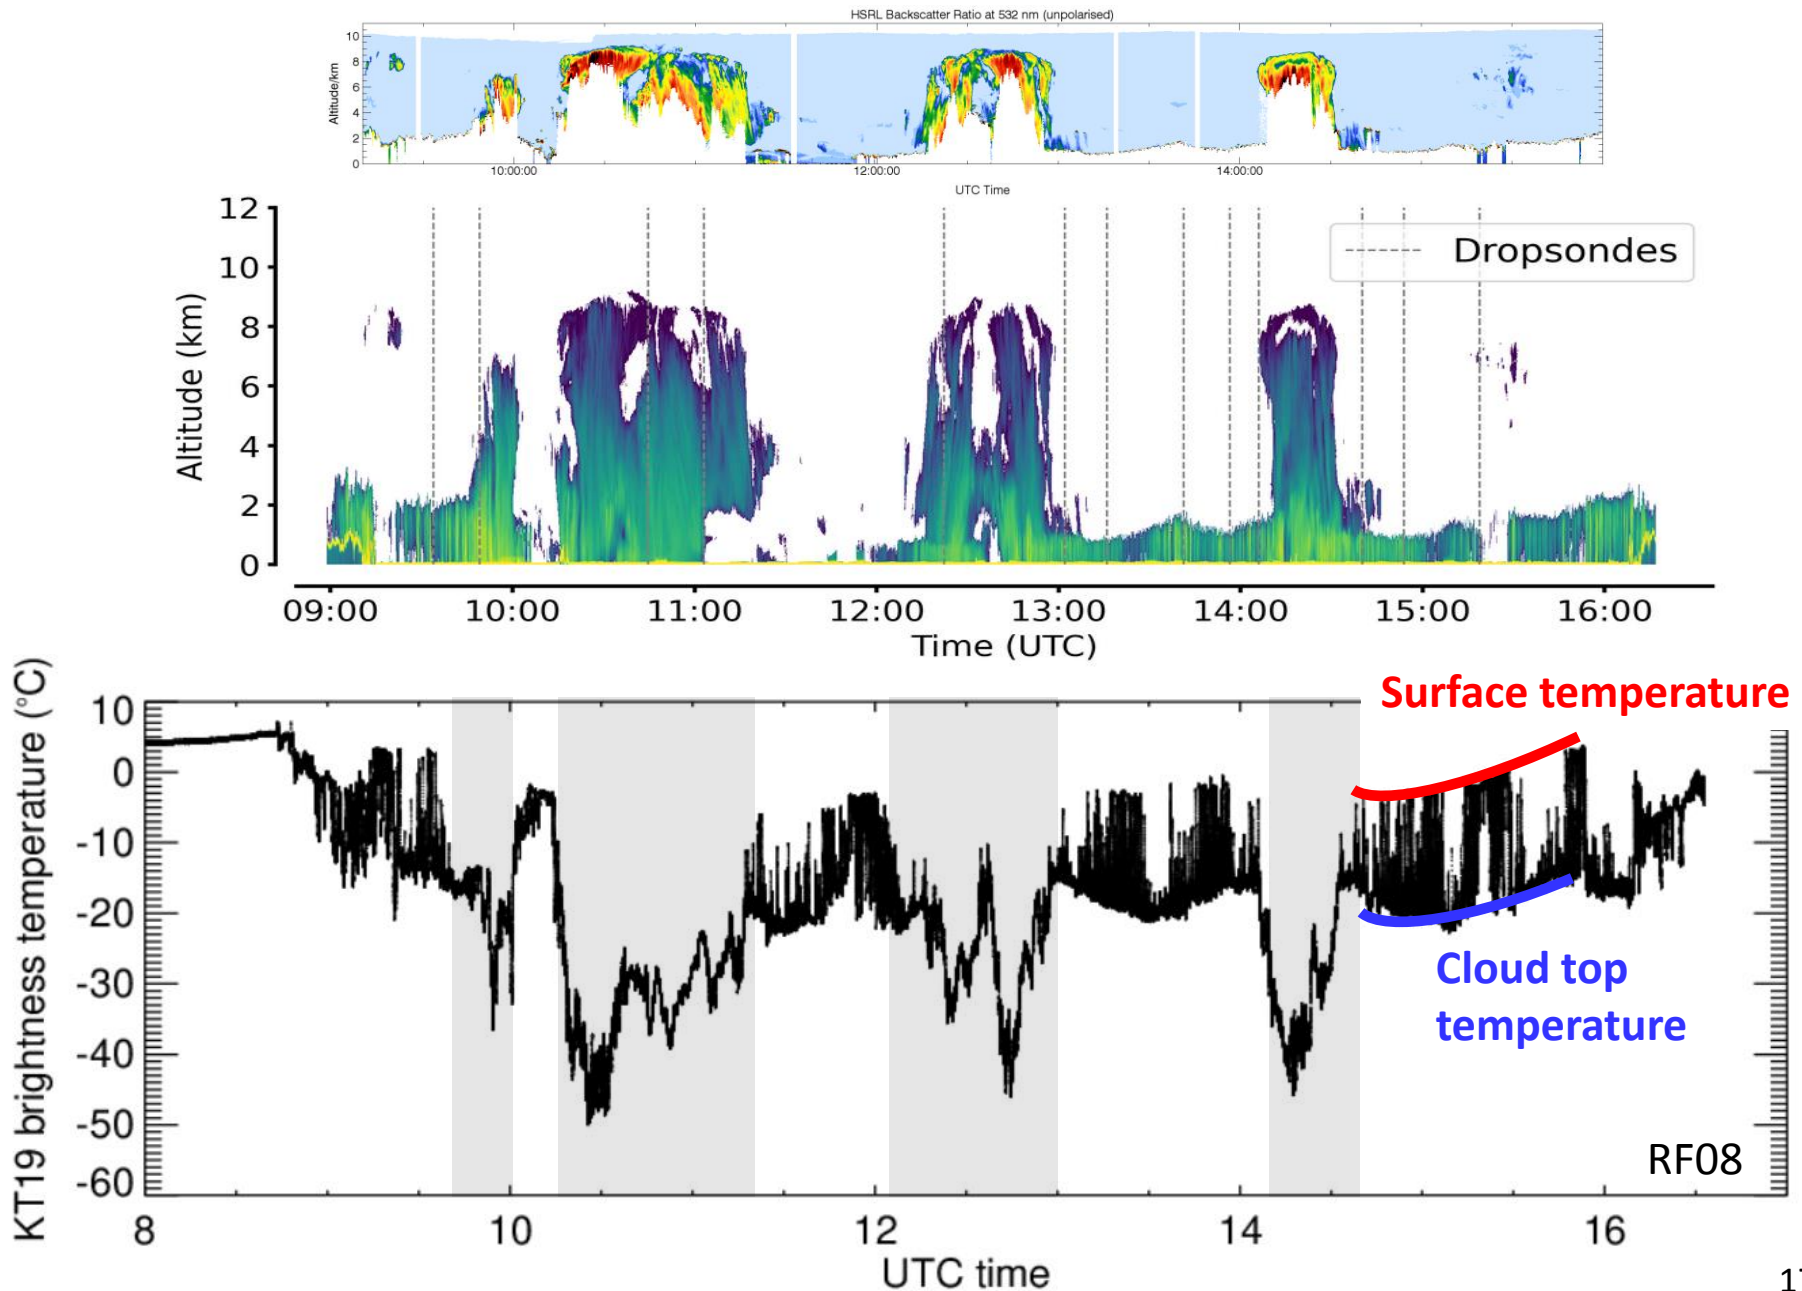 HSRL Backscatter Ratio at 532 nm (unpolarised)
10
8
6
4
2
0
Altitude/km
10:00:00 12:00:00 14:00:00
UTC Time
12
10
8
6
4
2
0
Altitude (km)
Dropsondes
09:00 10:00 11:00 12:00 13:00 14:00 15:00 16:00
Time (UTC)
KT19 brightness temperature (°C)
10
0
-10
-20
-30
-40
-50
-60
Surface temperature
Cloud top
temperature
RF08
8 10 12 14 16
UTC time